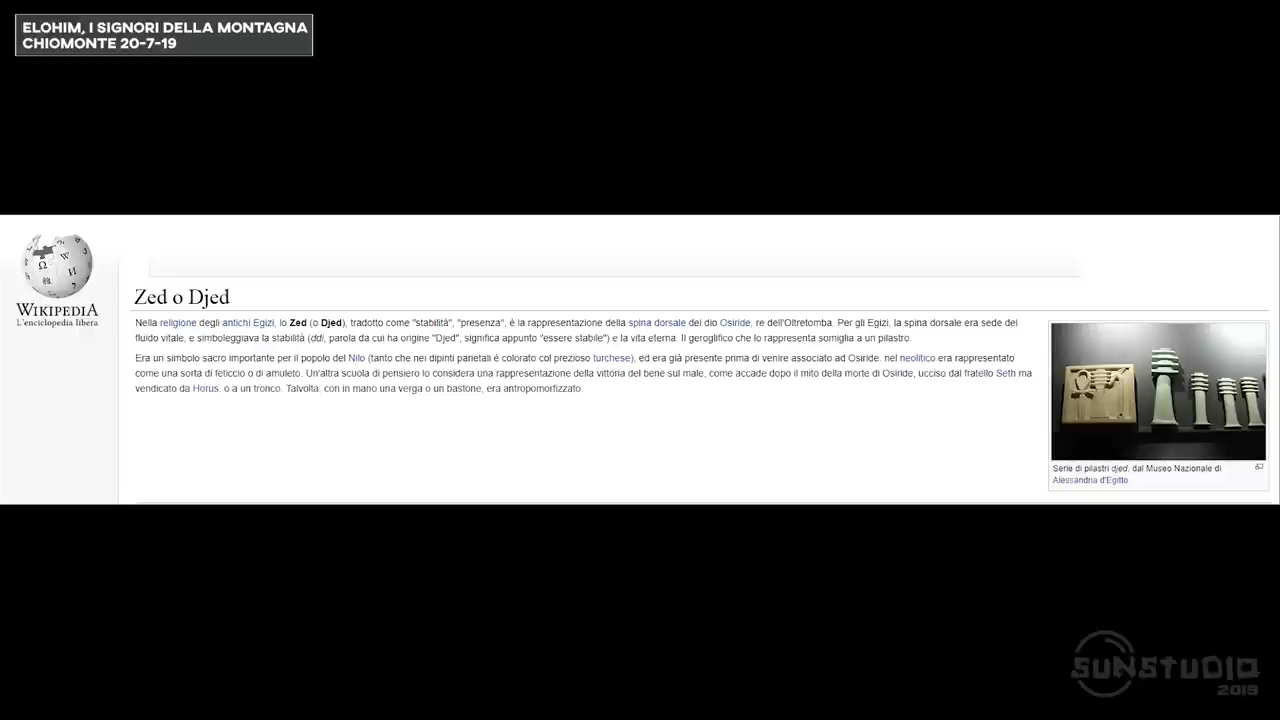 ELOHIM, I SIGNORI DELLA MONTAGNA
CHIOMONTE 20-7-19
WIKIPEDIA
L'enciclopedia libera
Zed o Djed
Nella religione degli antichi Egizi, lo Zed (o Djed), tradotto come "stabilità", "presenza", è la rappresentazione della spina dorsale del dio Osiride, re dell'Oltretomba. Per gli Egizi, la spina dorsale era sede del
fluido vitale, e simboleggiava la stabilità (ddi, parola da cui ha origine "Djed", significa appunto "essere stabile") e la vita eterna. Il geroglifico che lo rappresenta somiglia a un pilastro.
Era un simbolo sacro importante per il popolo del Nilo (tanto che nei dipinti parietali è colorato col prezioso turchese), ed era già presente prima di venire associato ad Osiride. nel neolitico era rappresentato
come una sorta di feticcio o di amuleto. Un'altra scuola di pensiero lo considera una rappresentazione della vittoria del bene sul male, come accade dopo il mito della morte di Osiride, ucciso dal fratello Seth ma
vendicato da Horus. o a un tronco. Talvolta, con in mano una verga o un bastone, era antropomorfizzato.
Serie di pilastri djed. dal Museo Nazionale di
Alessandria d'Egitto
SUNSTUDIO
2019